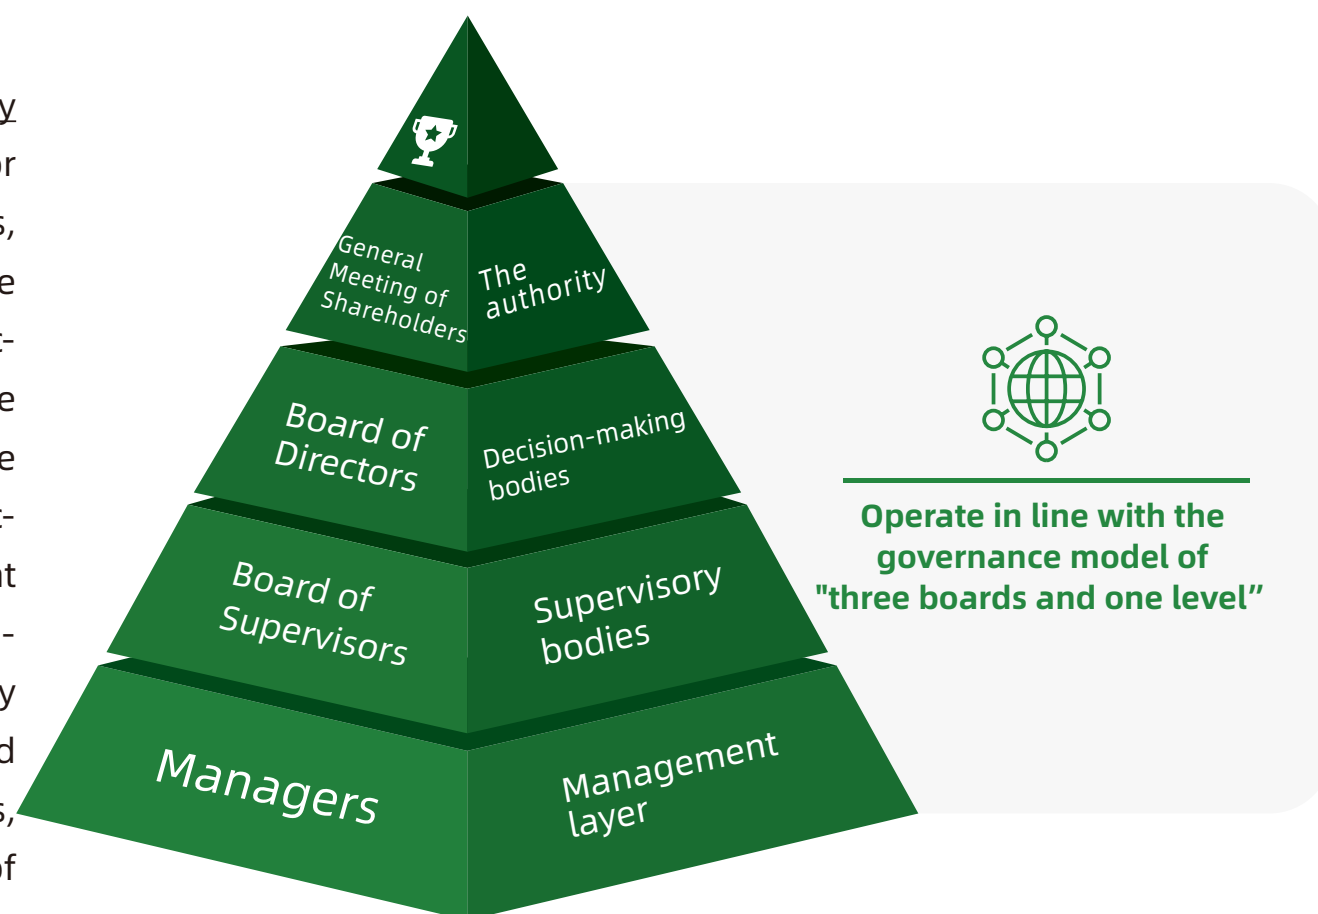 y
r
s,
e
t-
e
e
t-
t
-
y
d
s,
of
General
Meeting of
Shareholders
The
authority
Board of
Directors
Decision-making
bodies
Board of
Supervisors
Supervisory
bodies
Managers
Management
layer
Operate in line with the
governance model of
"three boards and one level”